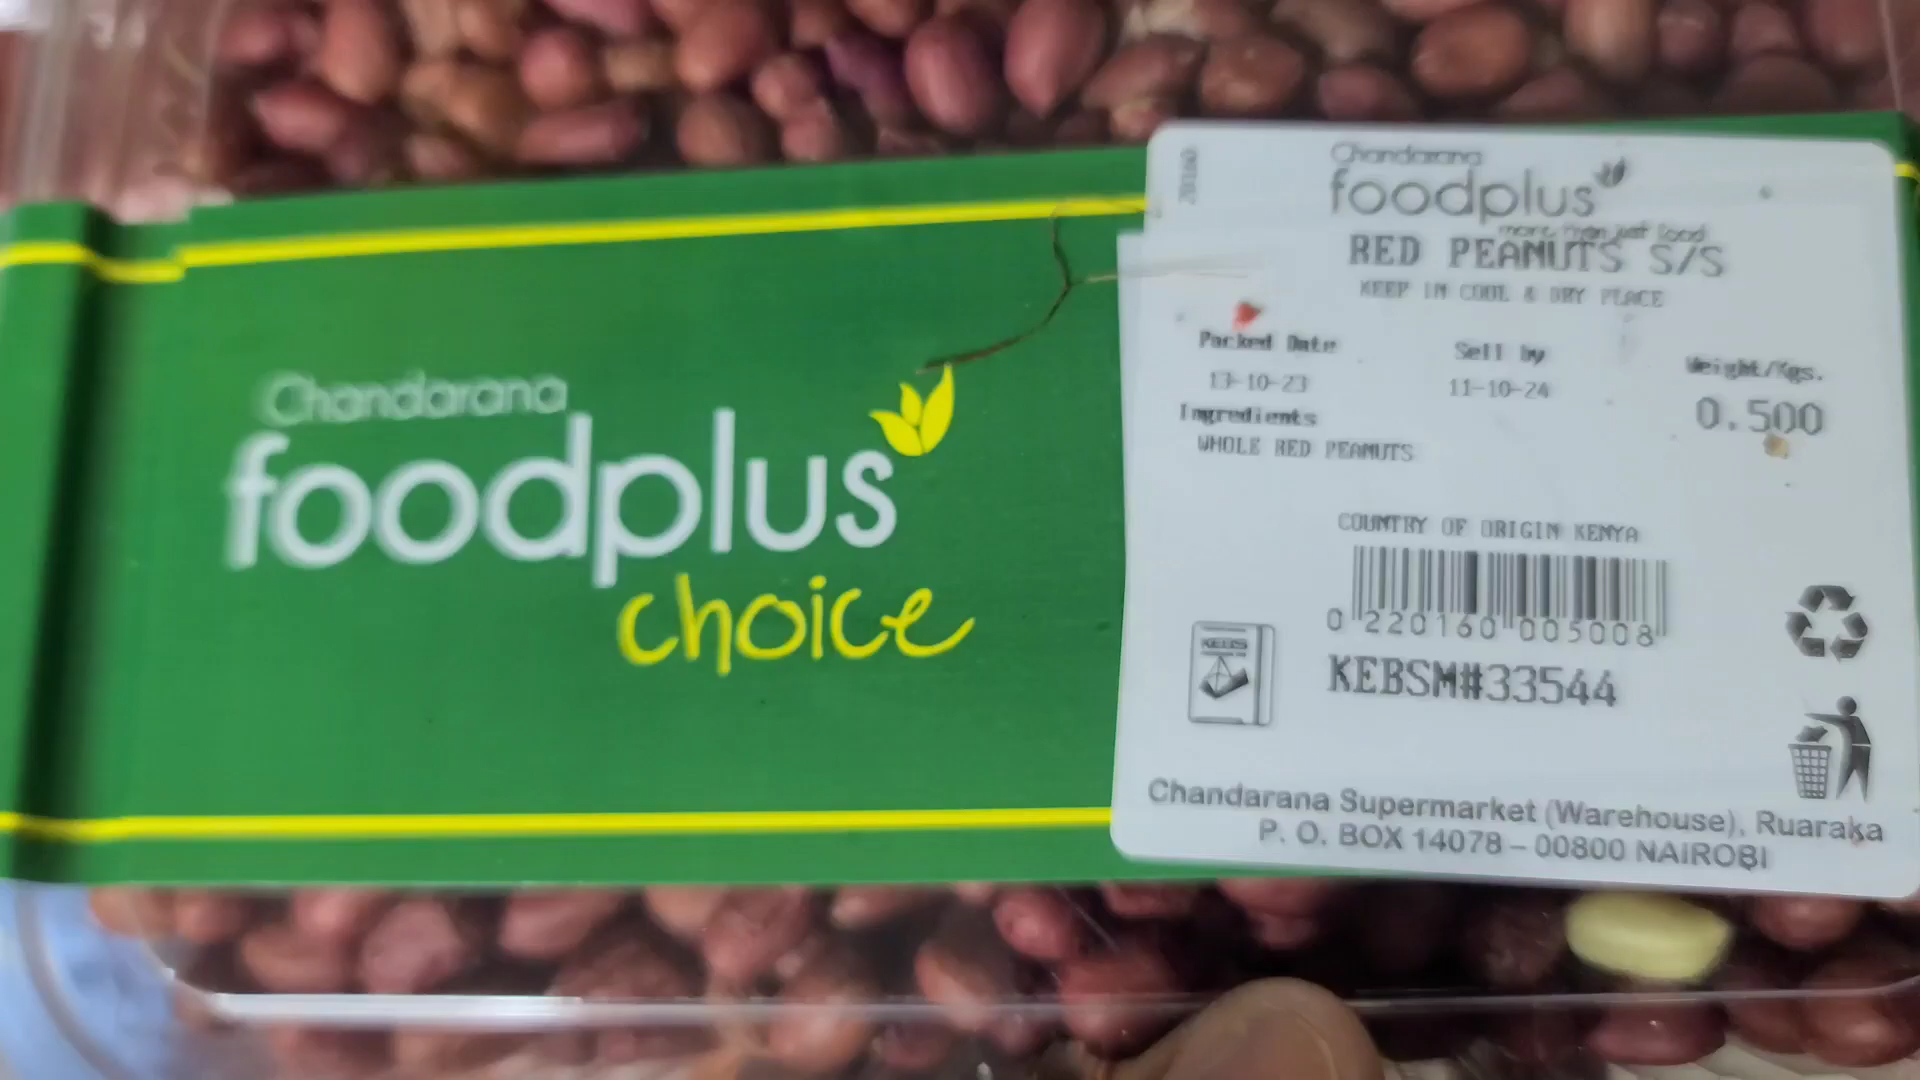 Chandarana
foodplus
choice
20160
Chandarana
foodplus
more than just food
RED PEANUTS S/S
KEEP IN COOL & DRY PLACE
Packed Date Sell by Weight/Kgs.
13-10-23 11-10-24 0.500
Ingredients
WHOLE RED PEANUTS
COUNTRY OF ORIGIN KENYA
0 220160 005008
KEBS
KEBSM#33544
Chandarana Supermarket (Warehouse), Ruaraka
P. O. BOX 14078 – 00800 NAIROBI